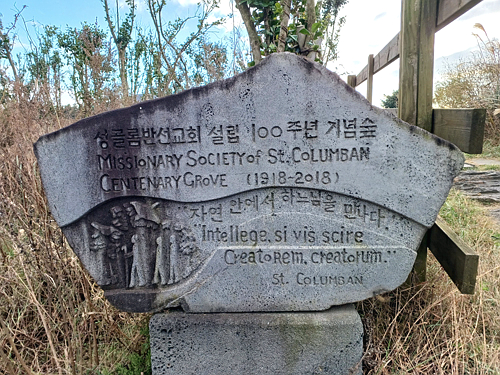 성골롬반선교회 설립 100주년 기념숲
MISSIONARY SOCIETY of ST. COLUMBAN
CENTENARY GROVE (1918-2018)
"자연 안에서 하느님을 만난다."
"Intellege, si vis scire
Creatorem, creatorum."
ST. COLUMBAN